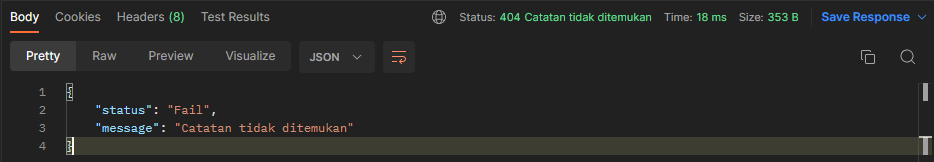 Body Cookies Headers (8) Test Results Status: 404 Catatan tidak ditemukan Time: 18 ms Size: 353 B Save Response
Pretty Raw Preview Visualize JSON
1 {
2 "status": "Fail",
3 "message": "Catatan tidak ditemukan"
4 }